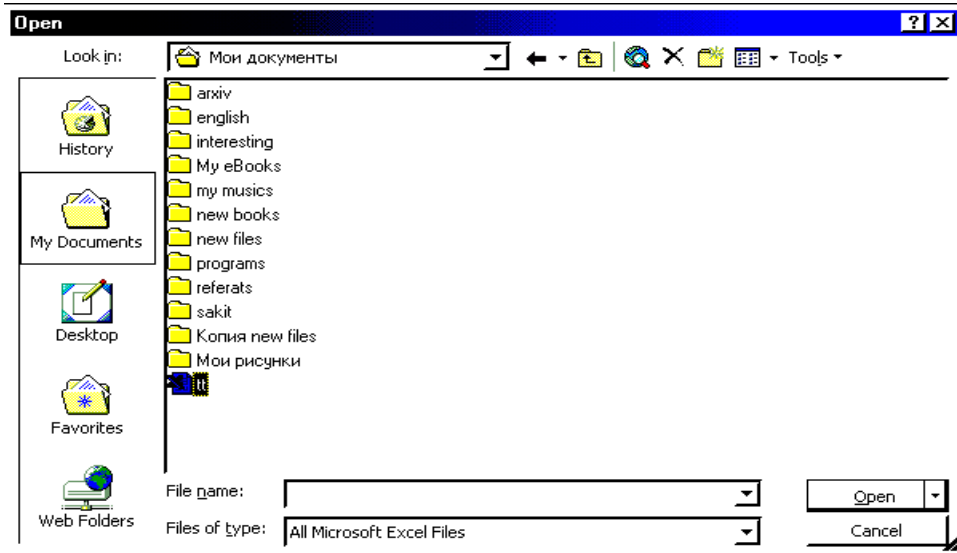 Open
Look in: Мои документы Tools
History
My Documents
Desktop
Favorites
Web Folders
arxiv
english
interesting
My eBooks
my musics
new books
new files
programs
referats
sakit
Копия new files
Мои рисунки
tt
File name: Open
Files of type: All Microsoft Excel Files Cancel